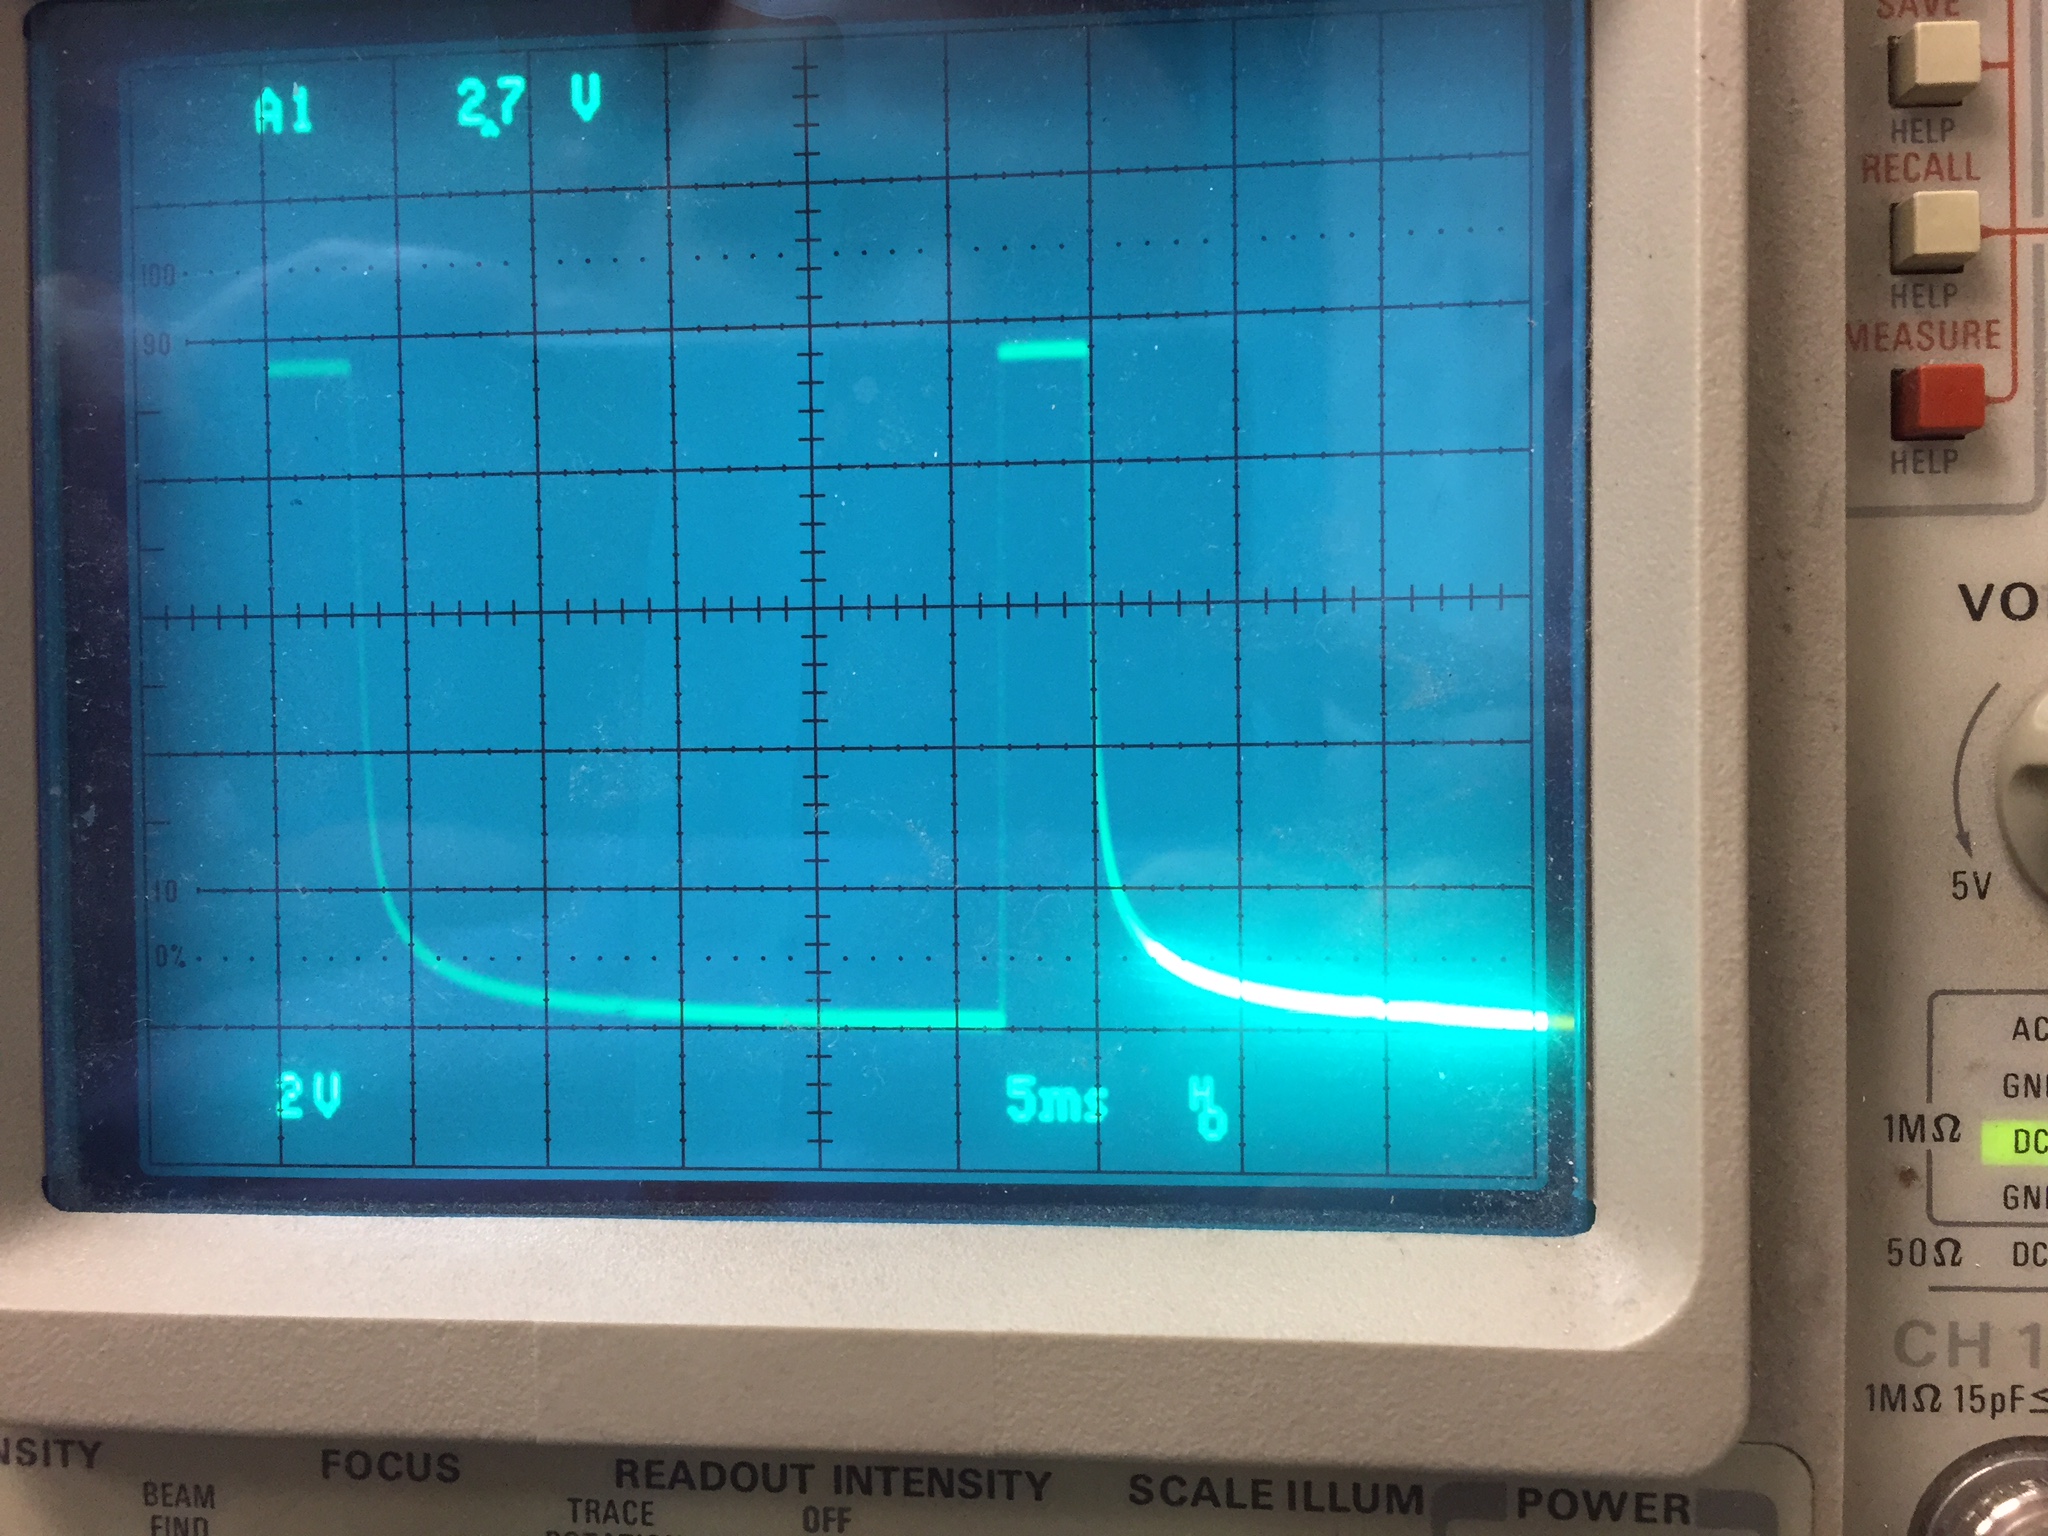 A1 2.7 V
100
90
10
0%
2V 5ms HO
SAVE
HELP
RECALL
HELP
MEASURE
HELP
VO
5V
AC
GN
1MΩ DC
GN
50Ω DC
CH 1
1MΩ 15pF≤
NSITY FOCUS READOUT INTENSITY SCALE ILLUM POWER
BEAM
FIND
TRACE
OFF